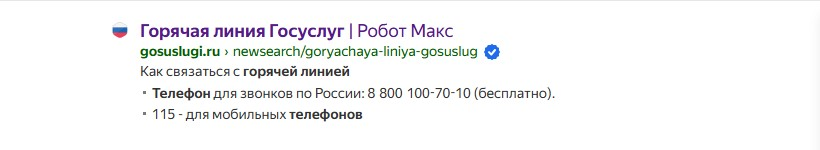 Горячая линия Госуслуг | Робот Макс
gosuslugi.ru › newsearch/goryachaya-liniya-gosuslug
Как связаться с горячей линией
• Телефон для звонков по России: 8 800 100-70-10 (бесплатно).
• 115 - для мобильных телефонов